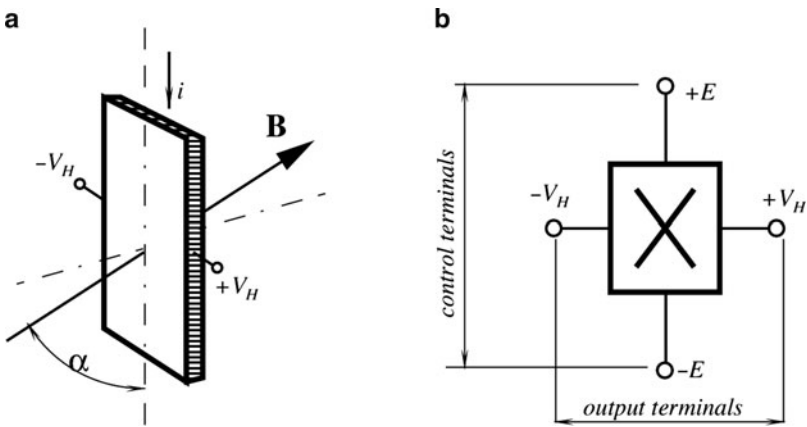 a
i
B
−V_H
+V_H
α
b
+E
control terminals
−V_H
+V_H
−E
output terminals